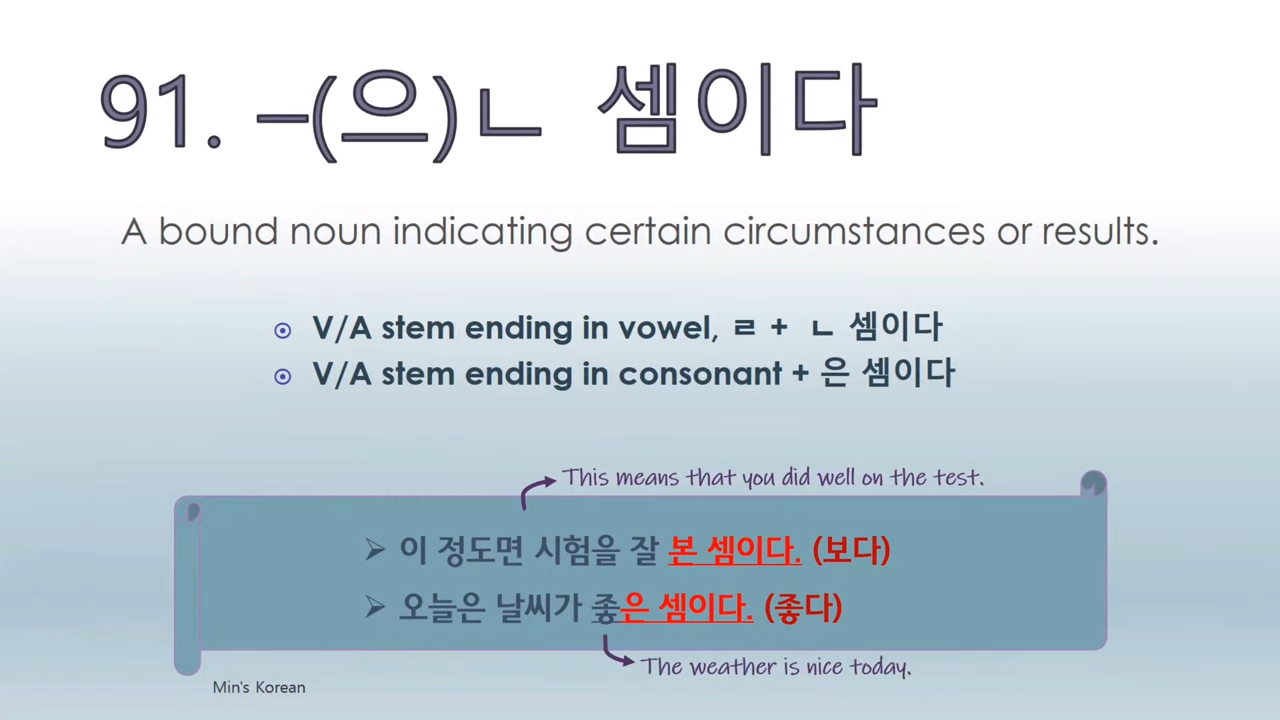 91. –(으)ㄴ 셈이다
A bound noun indicating certain circumstances or results.
V/A stem ending in vowel, ㄹ + ㄴ 셈이다
V/A stem ending in consonant + 은 셈이다
This means that you did well on the test.
이 정도면 시험을 잘 본 셈이다. (보다)
오늘은 날씨가 좋은 셈이다. (좋다)
The weather is nice today.
Min's Korean